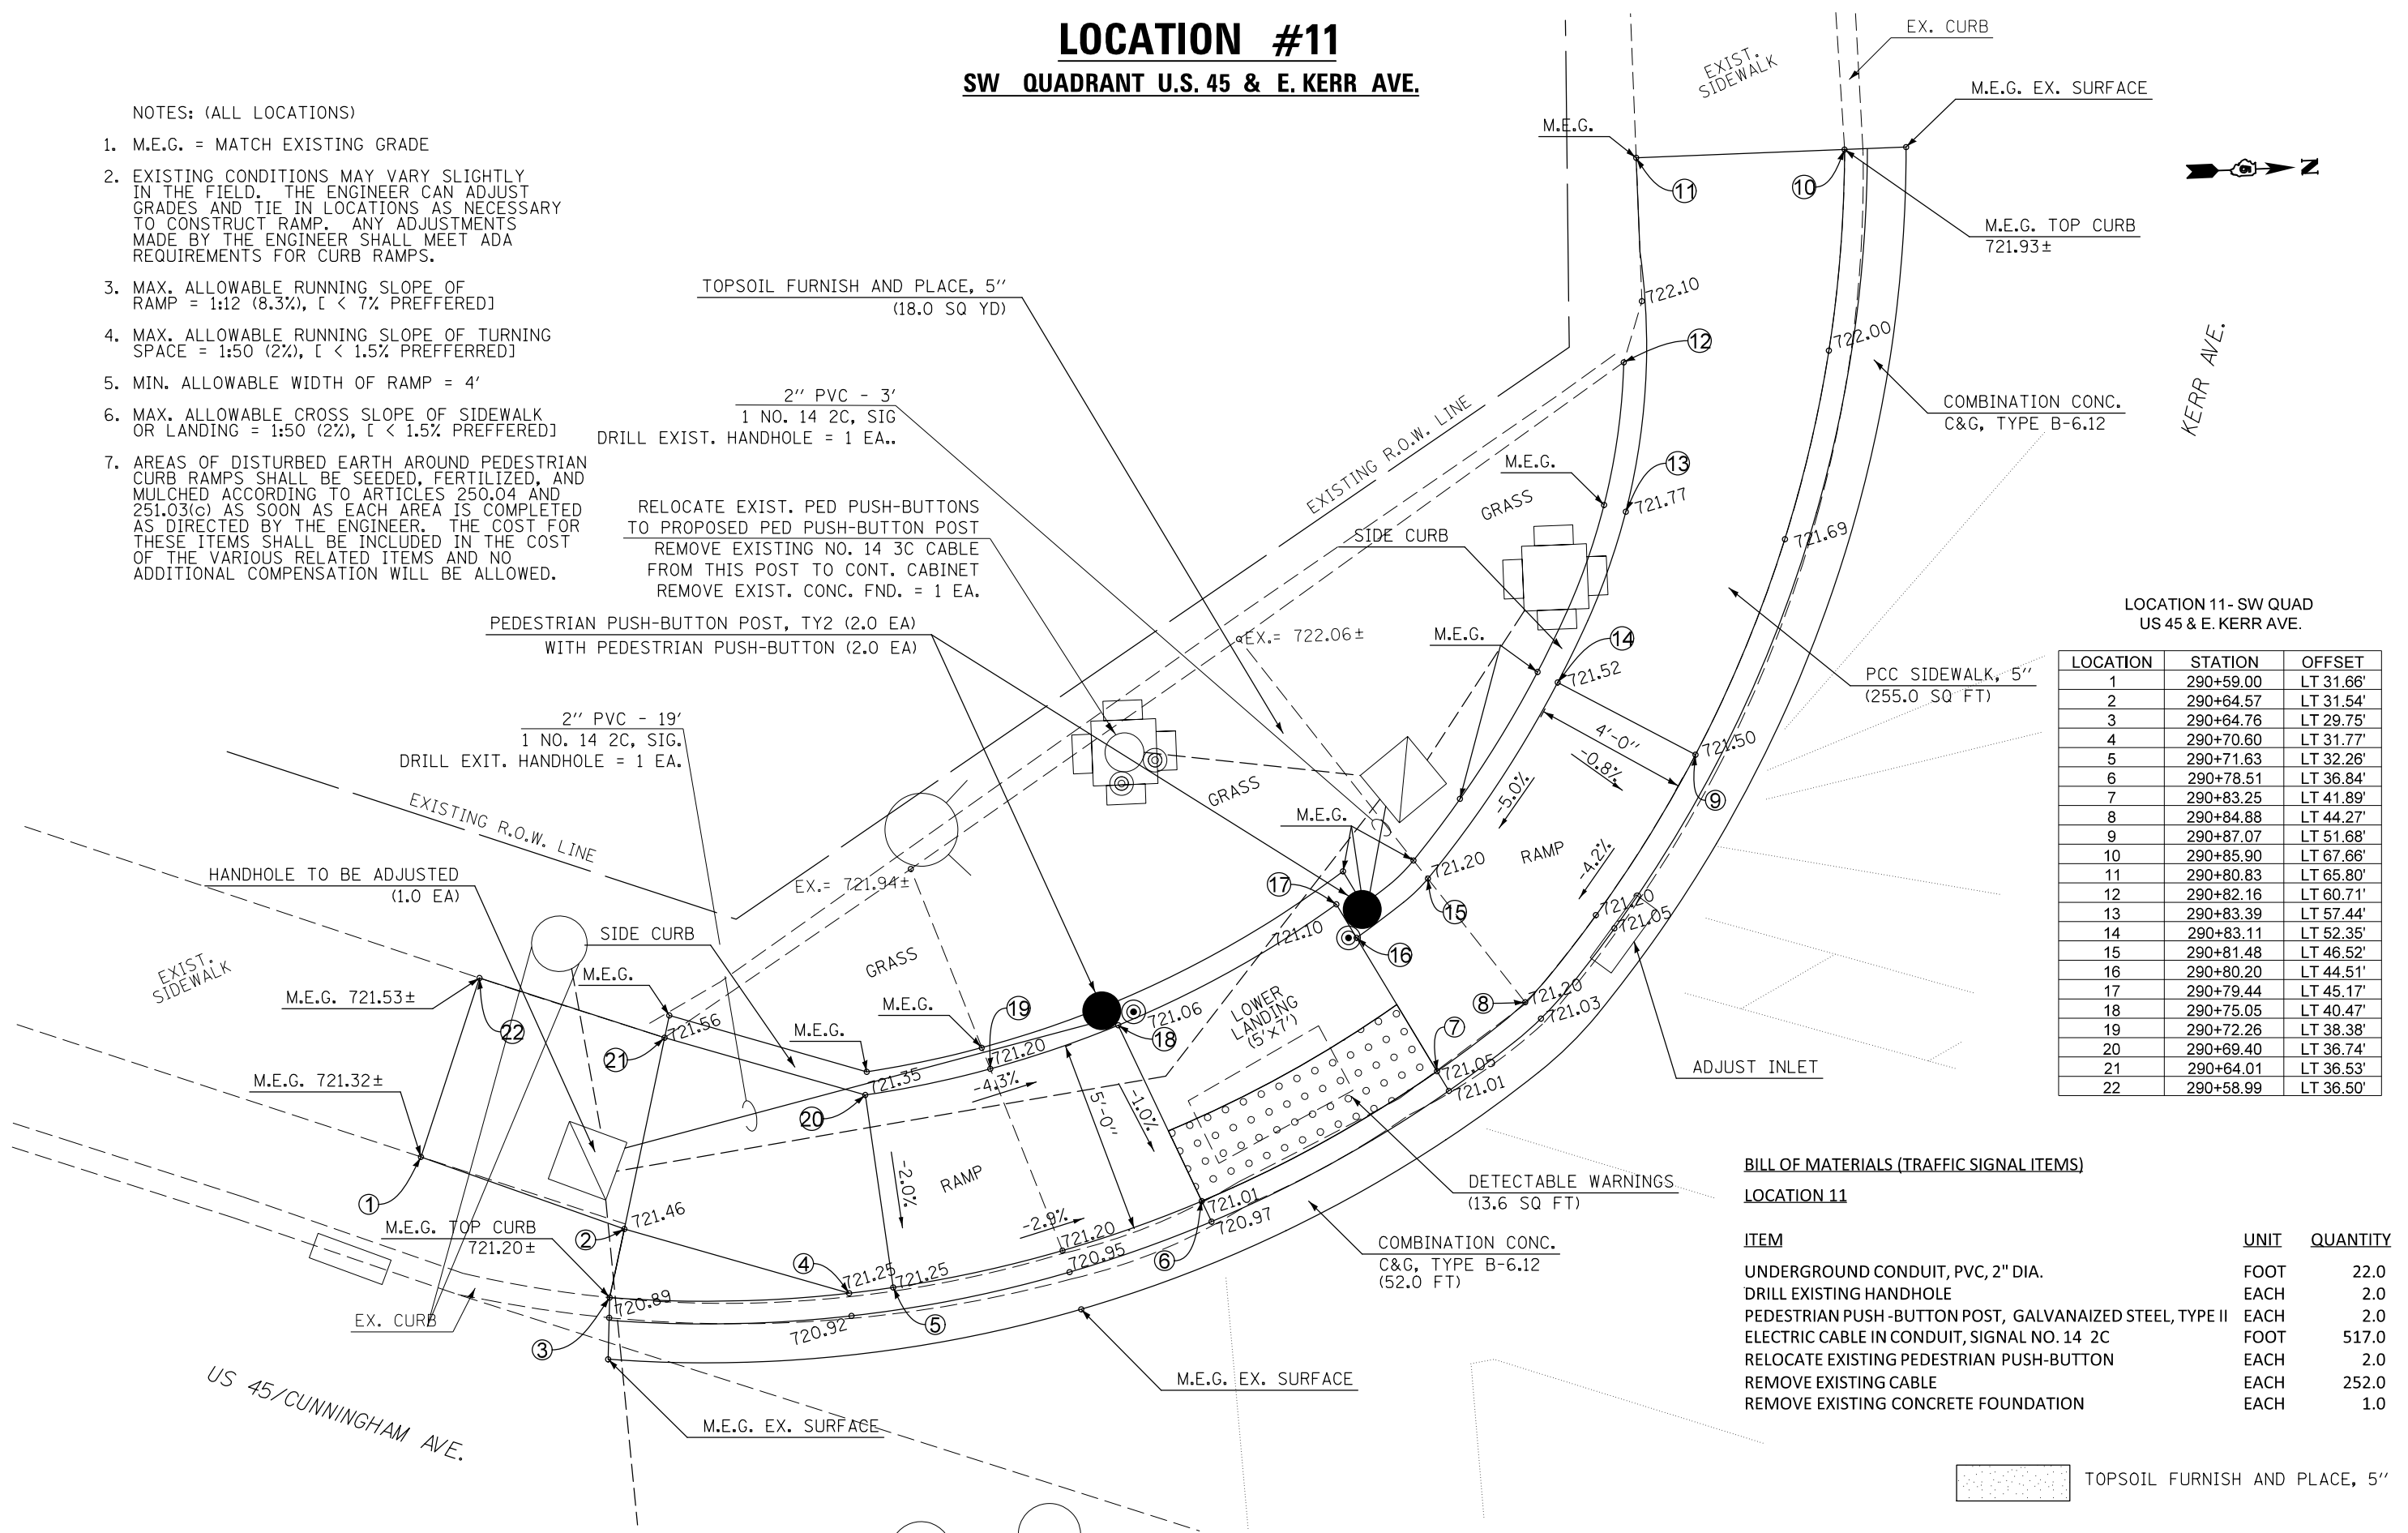 LOCATION #11
SW QUADRANT U.S. 45 & E. KERR AVE.
NOTES: (ALL LOCATIONS)
1. M.E.G. = MATCH EXISTING GRADE
2. EXISTING CONDITIONS MAY VARY SLIGHTLY
IN THE FIELD. THE ENGINEER CAN ADJUST
GRADES AND TIE IN LOCATIONS AS NECESSARY
TO CONSTRUCT RAMP. ANY ADJUSTMENTS
MADE BY THE ENGINEER SHALL MEET ADA
REQUIREMENTS FOR CURB RAMPS.
3. MAX. ALLOWABLE RUNNING SLOPE OF
RAMP = 1:12 (8.3%), [ < 7% PREFFERED]
4. MAX. ALLOWABLE RUNNING SLOPE OF TURNING
SPACE = 1:50 (2%), [ < 1.5% PREFFERRED]
5. MIN. ALLOWABLE WIDTH OF RAMP = 4'
6. MAX. ALLOWABLE CROSS SLOPE OF SIDEWALK
OR LANDING = 1:50 (2%), [ < 1.5% PREFFERED]
7. AREAS OF DISTURBED EARTH AROUND PEDESTRIAN
CURB RAMPS SHALL BE SEEDED, FERTILIZED, AND
MULCHED ACCORDING TO ARTICLES 250.04 AND
251.03(c) AS SOON AS EACH AREA IS COMPLETED
AS DIRECTED BY THE ENGINEER. THE COST FOR
THESE ITEMS SHALL BE INCLUDED IN THE COST
OF THE VARIOUS RELATED ITEMS AND NO
ADDITIONAL COMPENSATION WILL BE ALLOWED.
EX. CURB
EXIST.
SIDEWALK
M.E.G. EX. SURFACE
M.E.G.
N
11
10
M.E.G. TOP CURB
721.93±
TOPSOIL FURNISH AND PLACE, 5''
(18.0 SQ YD)
722.10
722.00
12
KERR AVE.
2'' PVC - 3'
1 NO. 14 2C, SIG
DRILL EXIST. HANDHOLE = 1 EA..
COMBINATION CONC.
C&G, TYPE B-6.12
EXISTING R.O.W. LINE
M.E.G.
13
721.77
GRASS
721.69
SIDE CURB
RELOCATE EXIST. PED PUSH-BUTTONS
TO PROPOSED PED PUSH-BUTTON POST
REMOVE EXISTING NO. 14 3C CABLE
FROM THIS POST TO CONT. CABINET
REMOVE EXIST. CONC. FND. = 1 EA.
PEDESTRIAN PUSH-BUTTON POST, TY2 (2.0 EA)
WITH PEDESTRIAN PUSH-BUTTON (2.0 EA)
EX.= 722.06±
M.E.G.
14
721.52
PCC SIDEWALK, 5''
(255.0 SQ FT)
4'-0''
-0.8%
721.50
9
2'' PVC - 19'
1 NO. 14 2C, SIG.
DRILL EXIT. HANDHOLE = 1 EA.
GRASS
-5.0%
M.E.G.
EXISTING R.O.W. LINE
RAMP
-4.2%
721.20
EX.= 721.94±
HANDHOLE TO BE ADJUSTED
(1.0 EA)
17
15
721.20
721.05
721.10
16
SIDE CURB
EXIST.
SIDEWALK
GRASS
M.E.G.
M.E.G. 721.53±
22
M.E.G.
19
721.06
LOWER
LANDING
(5'X7')
8
721.20
721.03
M.E.G.
18
7
21
721.56
721.20
ADJUST INLET
M.E.G. 721.32±
721.35
-4.3%
721.05
721.01
20
5'-0''
-1.0%
-2.0%
RAMP
DETECTABLE WARNINGS
(13.6 SQ FT)
1
M.E.G. TOP CURB
721.20±
2
721.46
-2.9%
721.20
721.01
720.97
4
721.25
721.25
720.95
6
COMBINATION CONC.
C&G, TYPE B-6.12
(52.0 FT)
EX. CURB
720.89
720.92
3
5
M.E.G. EX. SURFACE
US 45/CUNNINGHAM AVE.
M.E.G. EX. SURFACE
LOCATION 11- SW QUAD
US 45 & E. KERR AVE.
LOCATION STATION OFFSET
1 290+59.00 LT 31.66'
2 290+64.57 LT 31.54'
3 290+64.76 LT 29.75'
4 290+70.60 LT 31.77'
5 290+71.63 LT 32.26'
6 290+78.51 LT 36.84'
7 290+83.25 LT 41.89'
8 290+84.88 LT 44.27'
9 290+87.07 LT 51.68'
10 290+85.90 LT 67.66'
11 290+80.83 LT 65.80'
12 290+82.16 LT 60.71'
13 290+83.39 LT 57.44'
14 290+83.11 LT 52.35'
15 290+81.48 LT 46.52'
16 290+80.20 LT 44.51'
17 290+79.44 LT 45.17'
18 290+75.05 LT 40.47'
19 290+72.26 LT 38.38'
20 290+69.40 LT 36.74'
21 290+64.01 LT 36.53'
22 290+58.99 LT 36.50'
BILL OF MATERIALS (TRAFFIC SIGNAL ITEMS)
LOCATION 11
ITEM UNIT QUANTITY
UNDERGROUND CONDUIT, PVC, 2" DIA. FOOT 22.0
DRILL EXISTING HANDHOLE EACH 2.0
PEDESTRIAN PUSH-BUTTON POST, GALVANAIZED STEEL, TYPE II EACH 2.0
ELECTRIC CABLE IN CONDUIT, SIGNAL NO. 14 2C FOOT 517.0
RELOCATE EXISTING PEDESTRIAN PUSH-BUTTON EACH 2.0
REMOVE EXISTING CABLE EACH 252.0
REMOVE EXISTING CONCRETE FOUNDATION EACH 1.0
TOPSOIL FURNISH AND PLACE, 5''